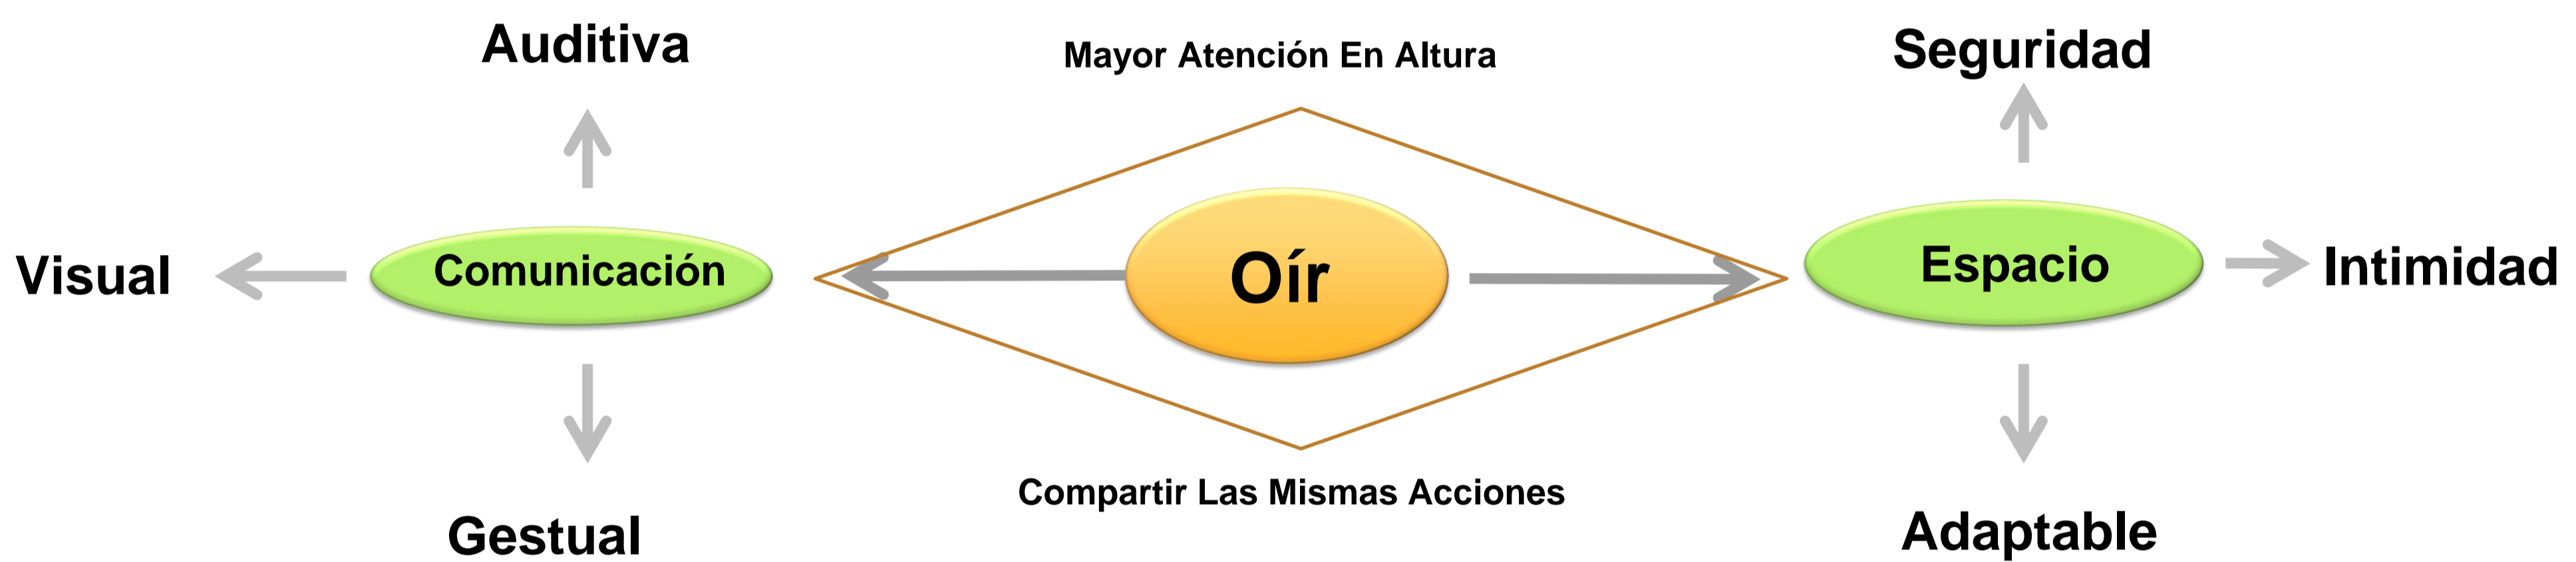 Auditiva
Mayor Atención En Altura
Seguridad
Visual
Comunicación
Oír
Espacio
Intimidad
Compartir Las Mismas Acciones
Gestual
Adaptable